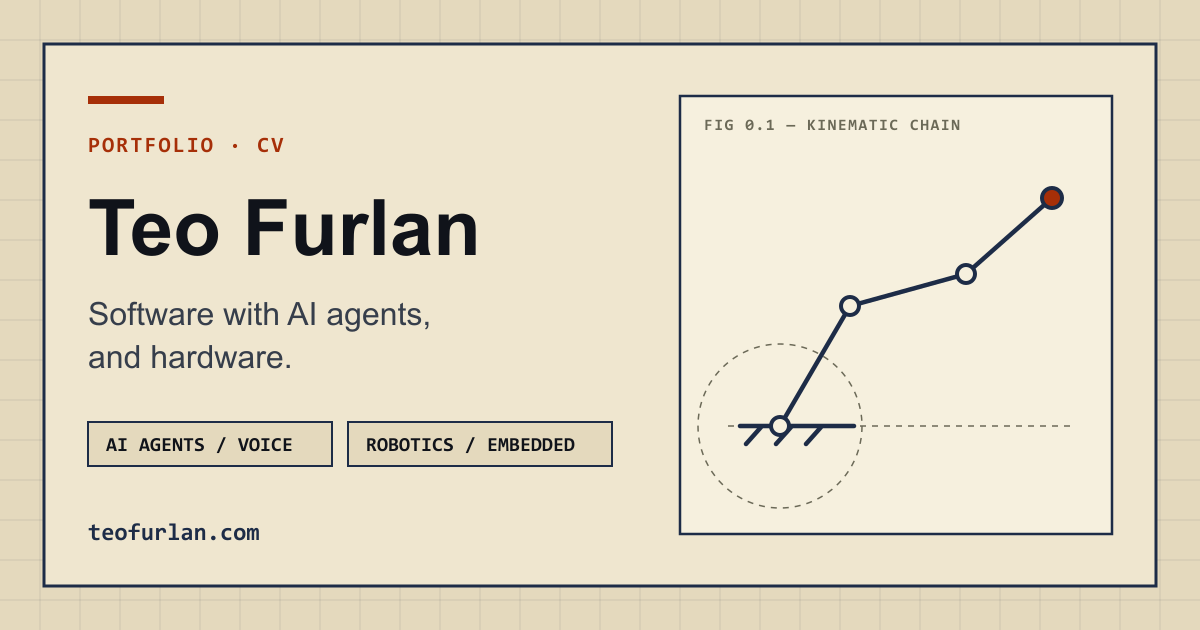 PORTFOLIO · CV
Teo Furlan
Software with AI agents,
and hardware.
AI AGENTS / VOICE
ROBOTICS / EMBEDDED
teofurlan.com
FIG 0.1 — KINEMATIC CHAIN